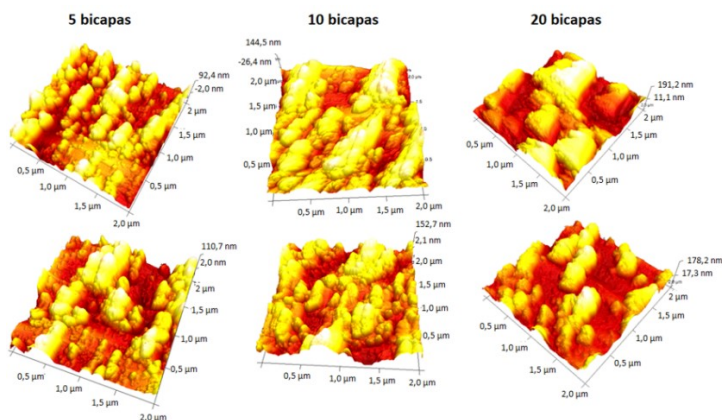 5 bicapas
10 bicapas
20 bicapas
92,4 nm
-2,0 nm
2 µm
1,5 µm
1,0 µm
0,5 µm
0,5 µm
1,0 µm
1,5 µm
2,0 µm
144,5 nm
-26,4 nm
2,0 µm
1,5 µm
1,0 µm
0,5 µm
0,5 µm
1,0 µm
1,5 µm
2,0 µm
191,2 nm
11,1 nm
2 µm
1,5 µm
1,0 µm
0,5 µm
0,5 µm
1,0 µm
1,5 µm
2,0 µm
110,7 nm
2,0 nm
2,0 µm
1,5 µm
1,0 µm
0,5 µm
0,5 µm
1,0 µm
1,5 µm
2,0 µm
152,7 nm
2,1 nm
2,0 µm
1,5 µm
1,0 µm
0,5 µm
0,5 µm
1,0 µm
1,5 µm
2,0 µm
178,2 nm
17,3 nm
2 µm
1,5 µm
1,0 µm
0,5 µm
0,5 µm
1,0 µm
1,5 µm
2,0 µm